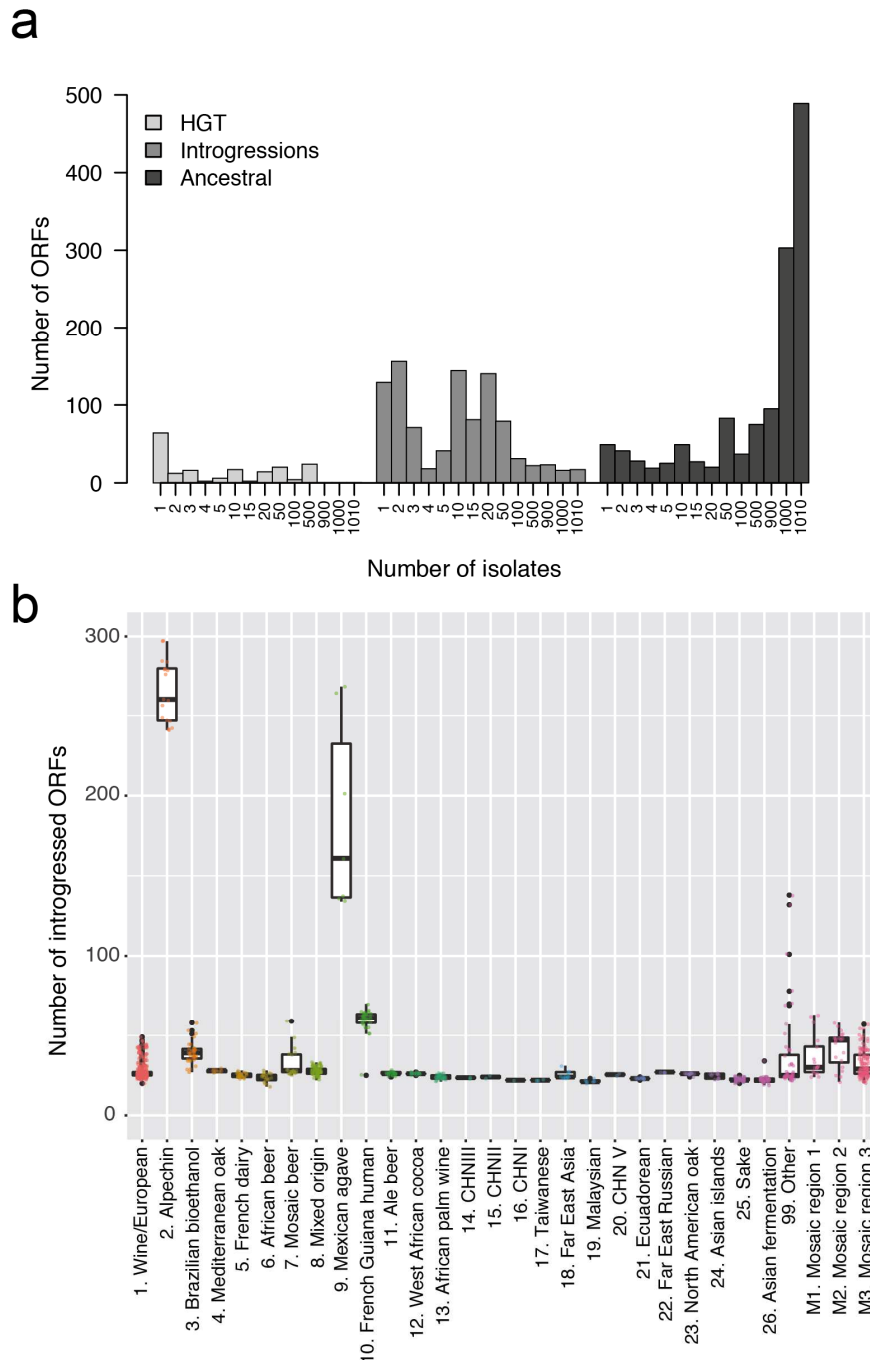 a
500
400
300
200
100
0
Number of ORFs
HGT
Introgressions
Ancestral
1 2 3 4 5 10 15 20 50 100 500 900 1000 1010
1 2 3 4 5 10 15 20 50 100 500 900 1000 1010
1 2 3 4 5 10 15 20 50 100 500 900 1000 1010
Number of isolates
b
300
200
100
0
Number of introgressed ORFs
1. Wine/European
2. Alpechin
3. Brazilian bioethanol
4. Mediterranean oak
5. French dairy
6. African beer
7. Mosaic beer
8. Mixed origin
9. Mexican agave
10. French Guiana human
11. Ale beer
12. West African cocoa
13. African palm wine
14. CHNIII
15. CHNII
16. CHNI
17. Taiwanese
18. Far East Asia
19. Malaysian
20. CHN V
21. Ecuadorean
22. Far East Russian
23. North American oak
24. Asian islands
25. Sake
26. Asian fermentation
99. Other
M1. Mosaic region 1
M2. Mosaic region 2
M3. Mosaic region 3